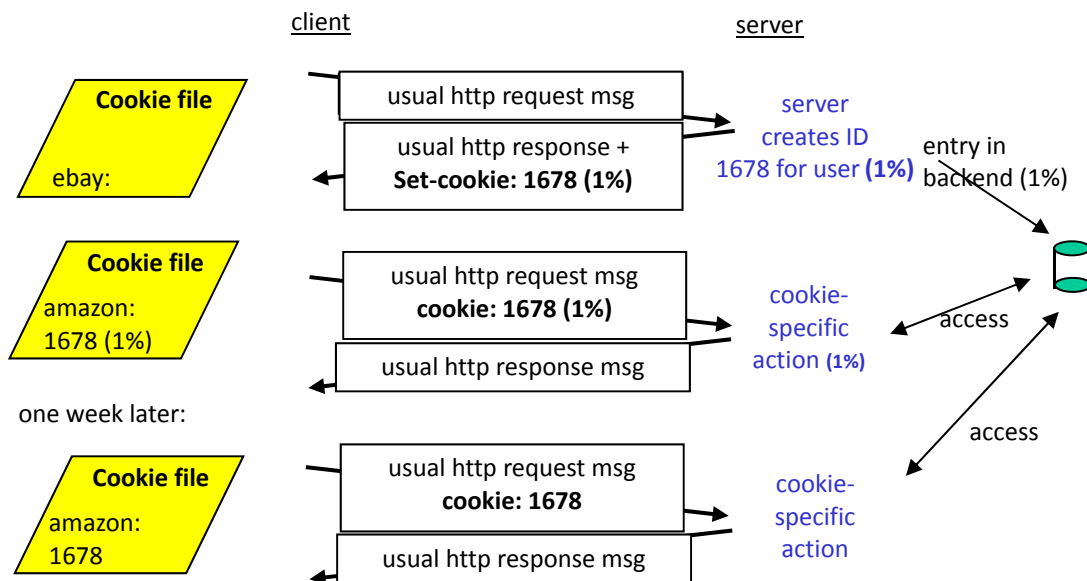 client
server
Cookie file
ebay:
usual http request msg
usual http response +
Set-cookie: 1678 (1%)
server
creates ID
1678 for user (1%)
entry in
backend (1%)
Cookie file
amazon:
1678 (1%)
usual http request msg
cookie: 1678 (1%)
usual http response msg
cookie-
specific
action (1%)
access
one week later:
access
Cookie file
amazon:
1678
usual http request msg
cookie: 1678
usual http response msg
cookie-
specific
action